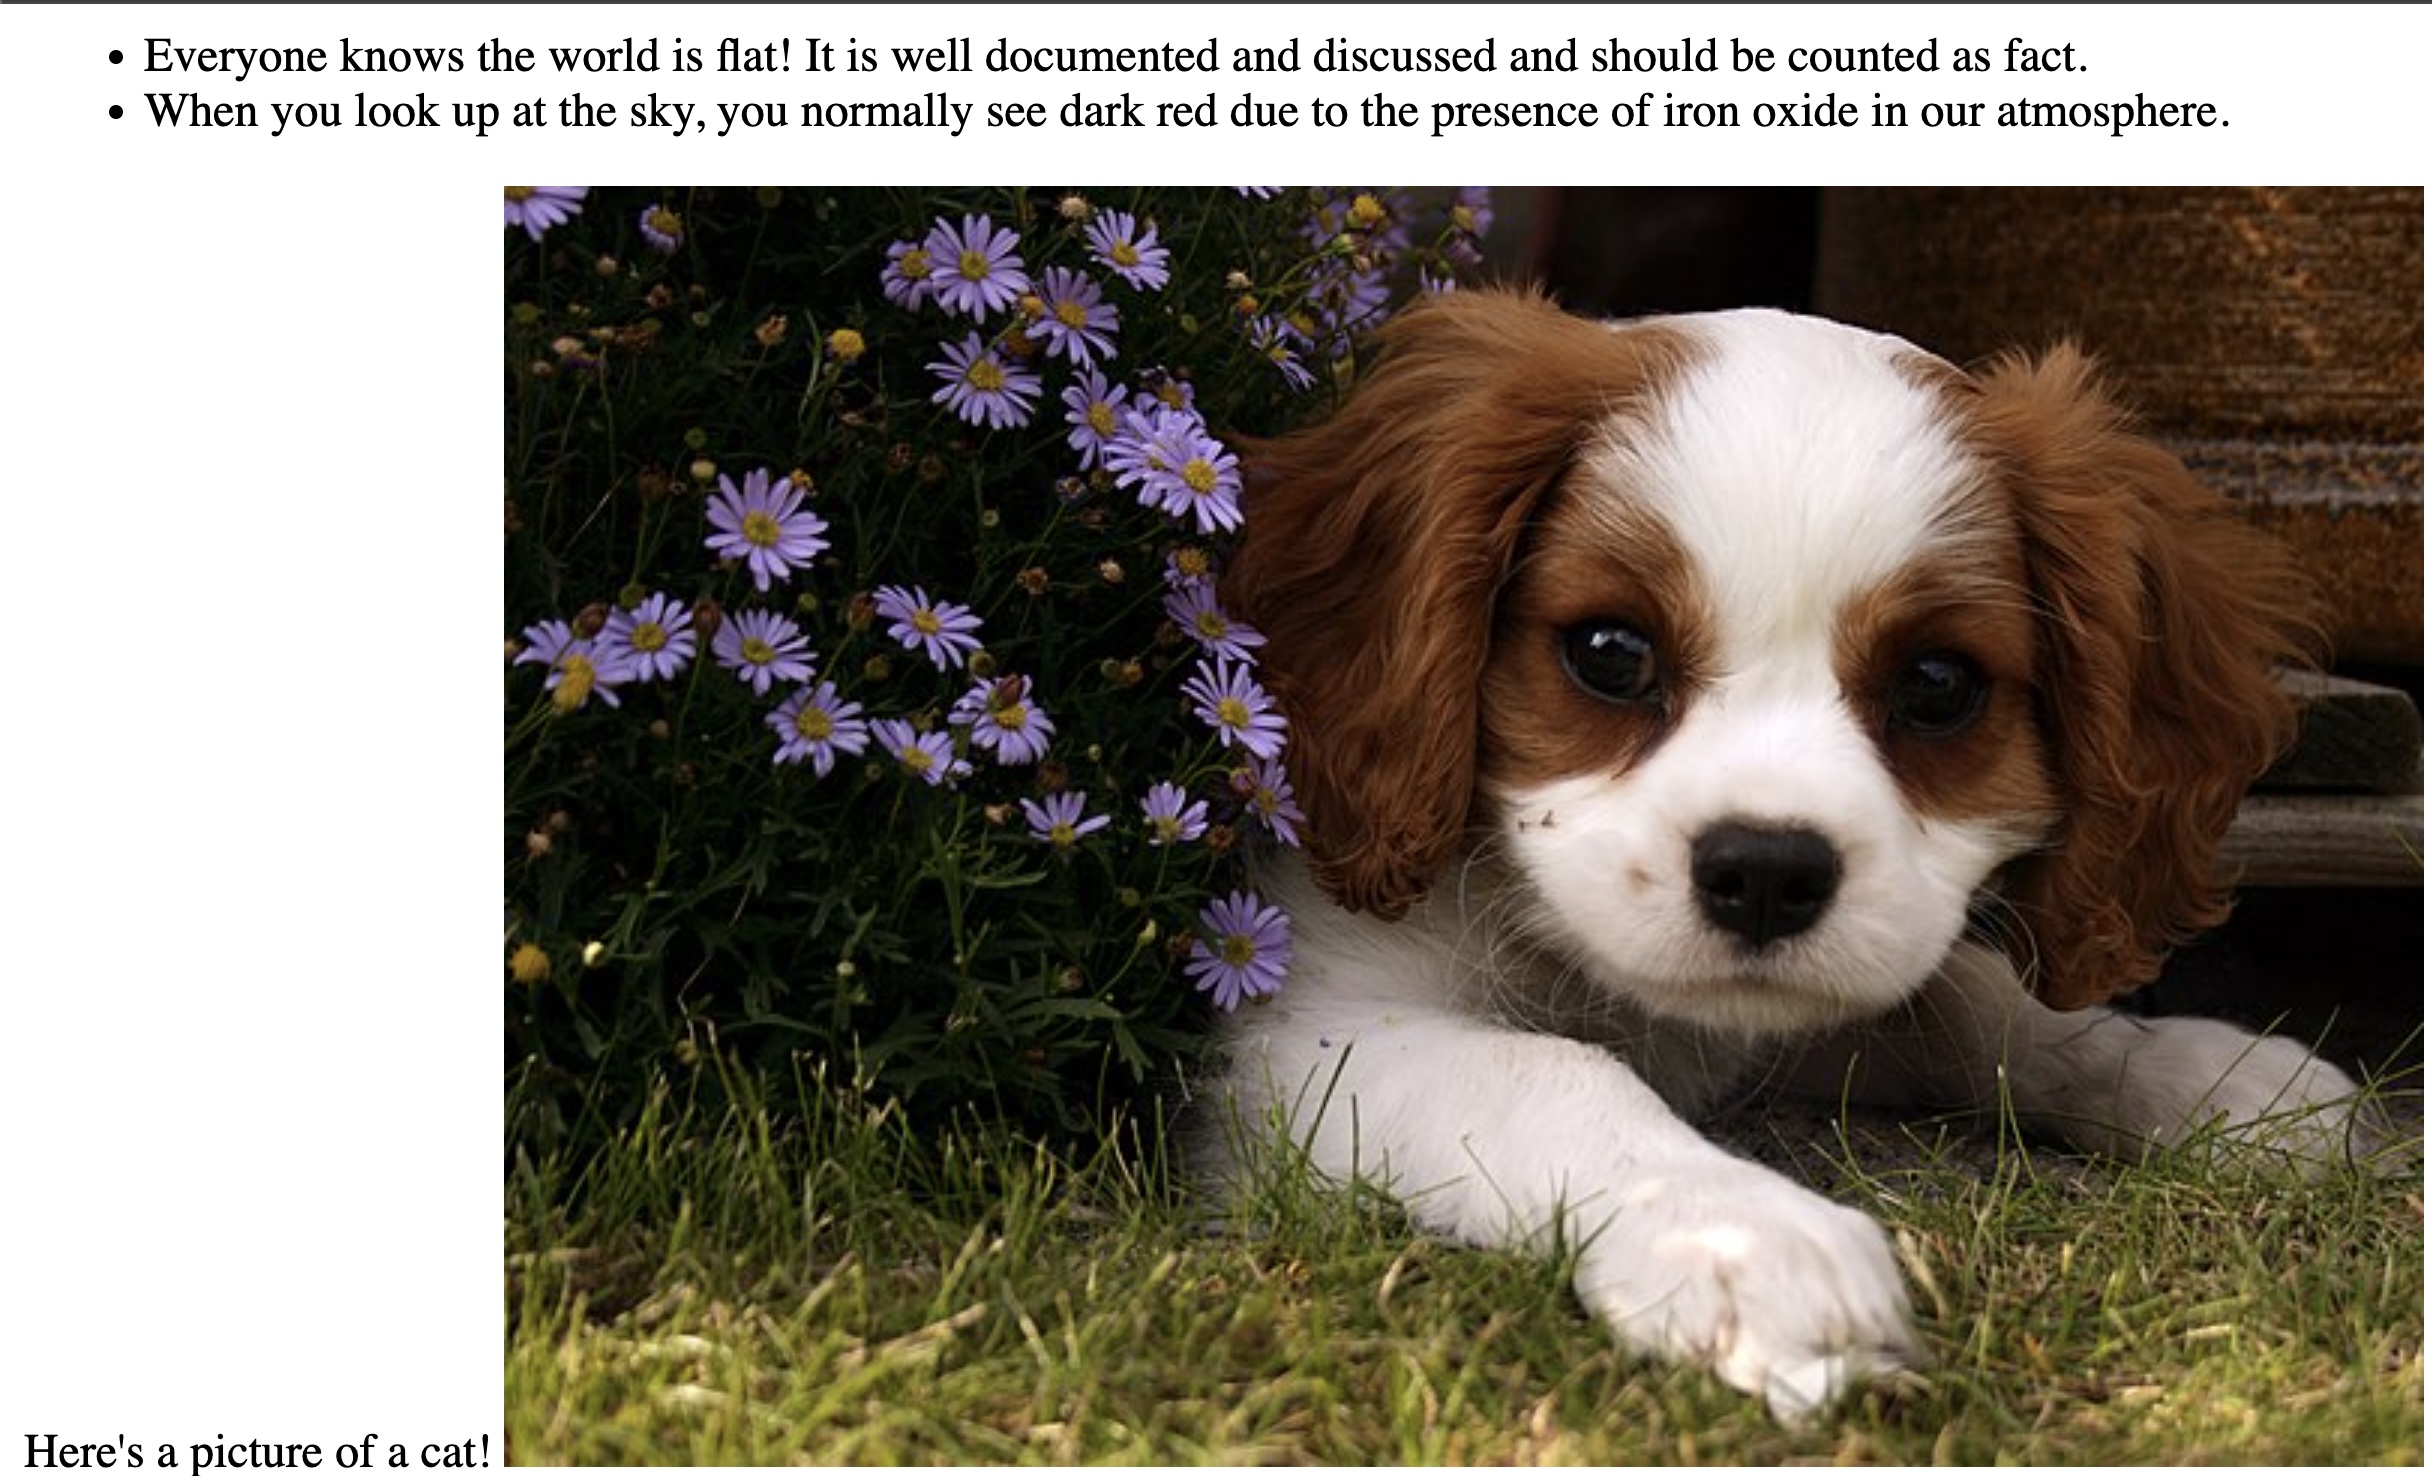 Everyone knows the world is flat! It is well documented and discussed and should be counted as fact.
When you look up at the sky, you normally see dark red due to the presence of iron oxide in our atmosphere.
Here's a picture of a cat!